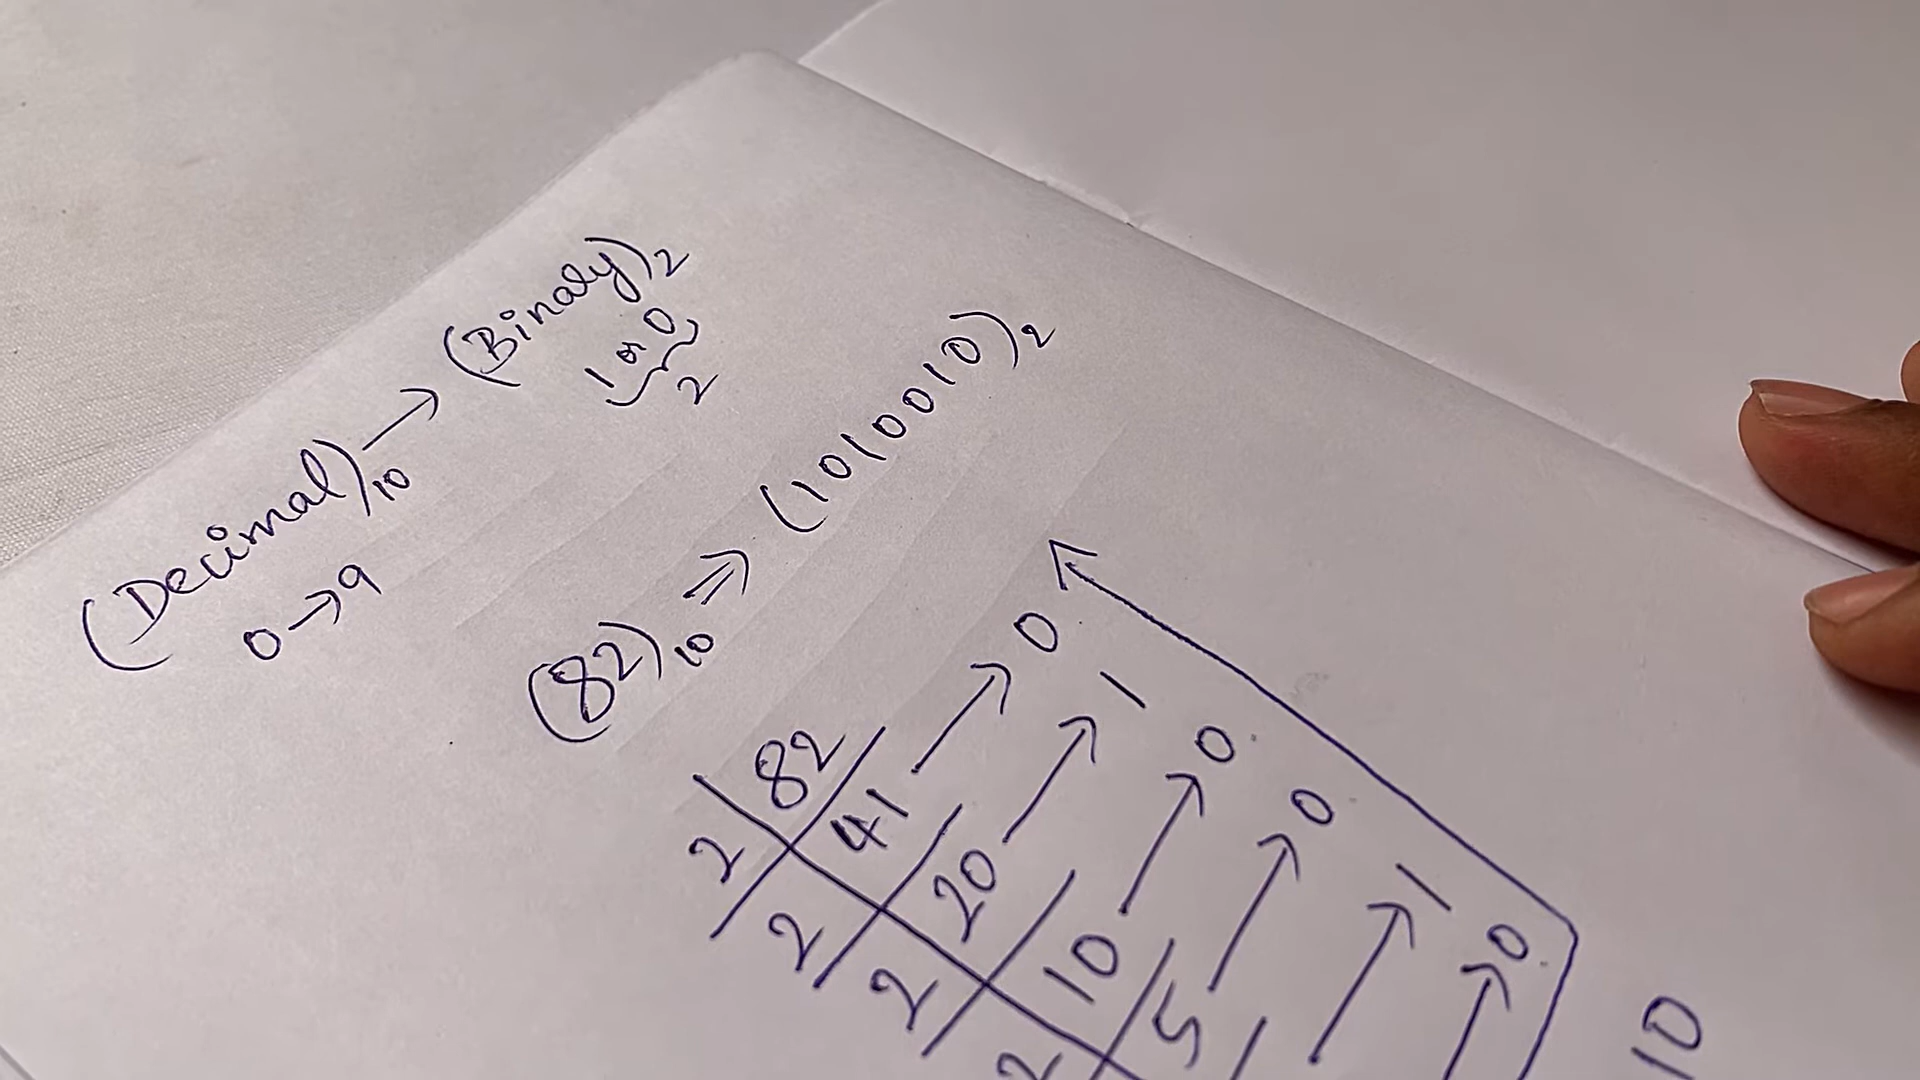 (Decimal)₁₀ → (Binary)₂
0 → 9
1 or 0
2
(82)₁₀ ⇒ (1010010)₂
2 82
2 41 → 0
2 20 → 1
2 10 → 0
5 → 0
→ 1
→ 0
10